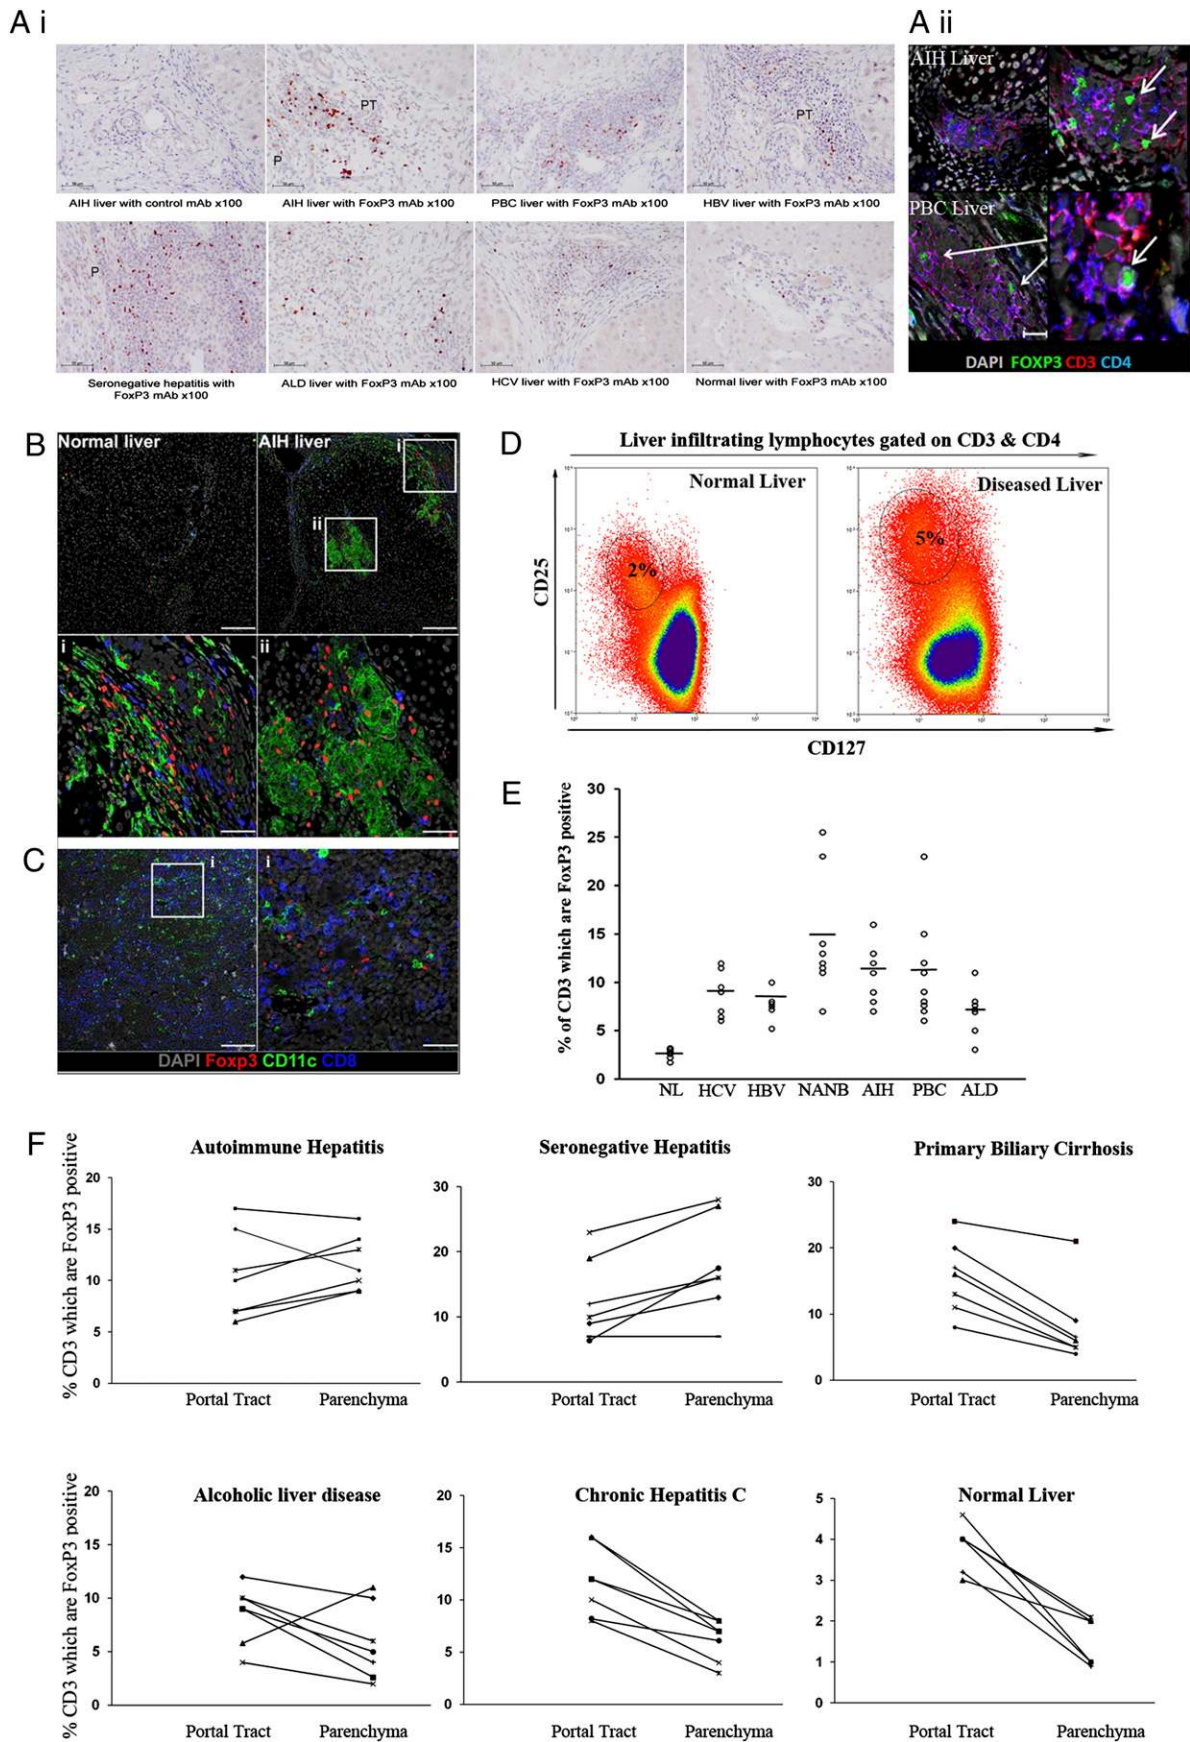 A i
A ii
PT
P
PT
AIH liver with control mAb x100
AIH liver with FoxP3 mAb x100
PBC liver with FoxP3 mAb x100
HBV liver with FoxP3 mAb x100
P
Seronegative hepatitis with
FoxP3 mAb x100
ALD liver with FoxP3 mAb x100
HCV liver with FoxP3 mAb x100
Normal liver with FoxP3 mAb x100
AIH Liver
PBC Liver
DAPI FOXP3 CD3 CD4
B
Normal liver
AIH liver
i
ii
i
ii
C
i
i
DAPI Foxp3 CD11c CD8
D
Liver infiltrating lymphocytes gated on CD3 & CD4
Normal Liver
Diseased Liver
2%
5%
CD25
CD127
E
% of CD3 which are FoxP3 positive
30
25
20
15
10
5
0
NL HCV HBV NANB AIH PBC ALD
F
Autoimmune Hepatitis
% CD3 which are FoxP3 positive
20
15
10
5
0
Portal Tract Parenchyma
Seronegative Hepatitis
30
20
10
0
Portal Tract Parenchyma
Primary Biliary Cirrhosis
30
20
10
0
Portal Tract Parenchyma
Alcoholic liver disease
% CD3 which are FoxP3 positive
20
15
10
5
0
Portal Tract Parenchyma
Chronic Hepatitis C
20
15
10
5
0
Portal Tract Parenchyma
Normal Liver
5
4
3
2
1
0
Portal Tract Parenchyma